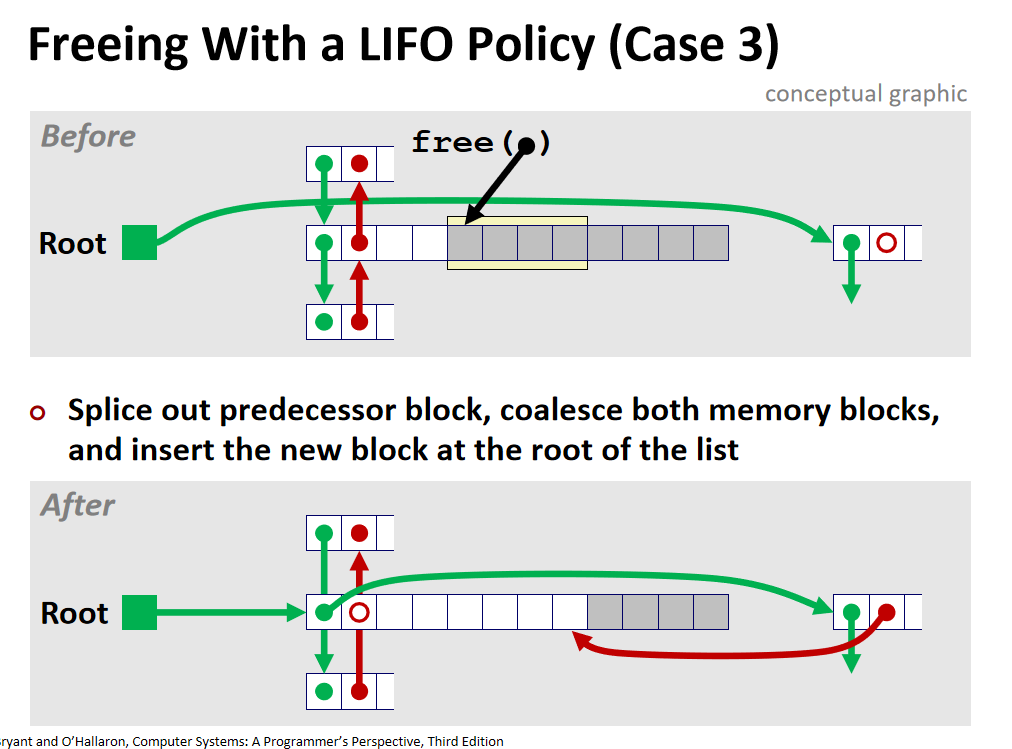 Freeing With a LIFO Policy (Case 3)
conceptual graphic
Before
free( )
Root
Splice out predecessor block, coalesce both memory blocks,
and insert the new block at the root of the list
After
Root
ryant and O'Hallaron, Computer Systems: A Programmer's Perspective, Third Edition